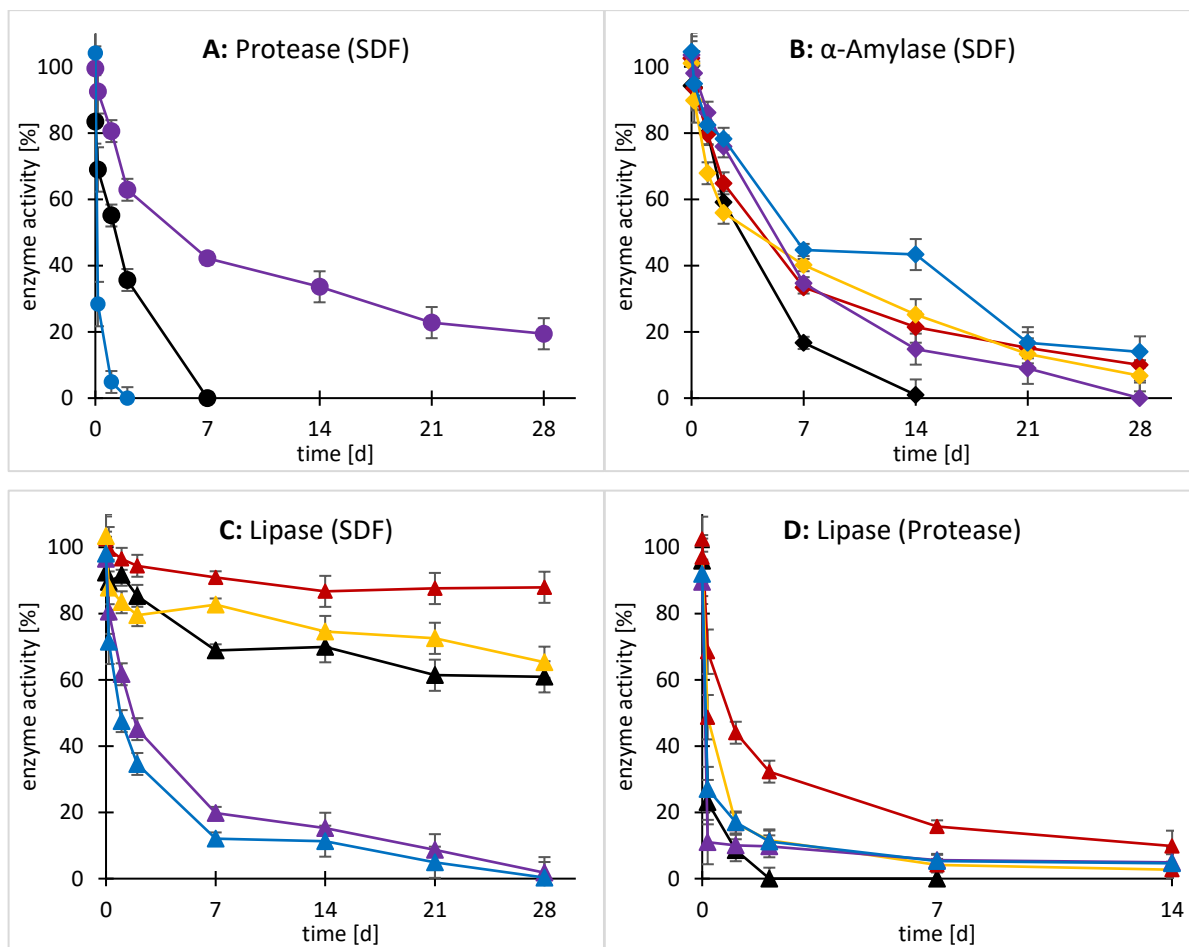 A: Protease (SDF)
enzyme activity [%]
100
80
60
40
20
0
0 7 14 21 28
time [d]
B: α-Amylase (SDF)
enzyme activity [%]
100
80
60
40
20
0
0 7 14 21 28
time [d]
C: Lipase (SDF)
enzyme activity [%]
100
80
60
40
20
0
0 7 14 21 28
time [d]
D: Lipase (Protease)
enzyme activity [%]
100
80
60
40
20
0
0 7 14
time [d]